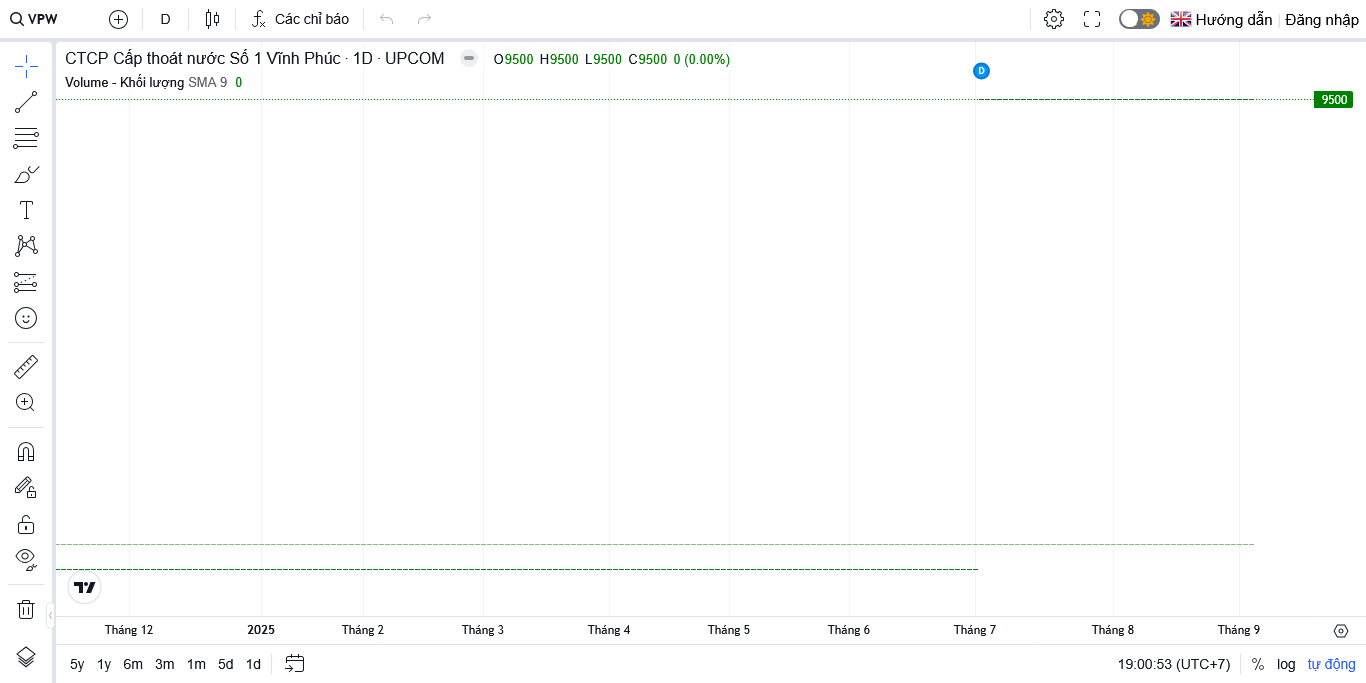 VPW D Các chỉ báo Hướng dẫn Đăng nhập
CTCP Cấp thoát nước Số 1 Vĩnh Phúc · 1D · UPCOM O9500 H9500 L9500 C9500 0 (0.00%)
D
Volume - Khối lượng SMA 9 0
9500
Tháng 12 2025 Tháng 2 Tháng 3 Tháng 4 Tháng 5 Tháng 6 Tháng 7 Tháng 8 Tháng 9
5y 1y 6m 3m 1m 5d 1d 19:00:53 (UTC+7) % log tự động